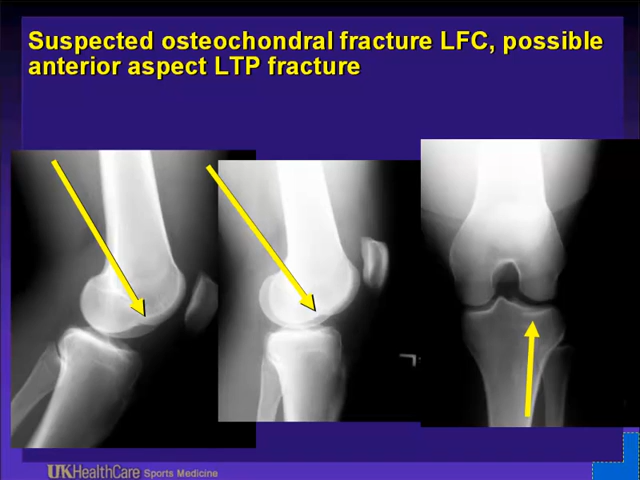 Suspected osteochondral fracture LFC, possible
anterior aspect LTP fracture
UKHealthCare Sports Medicine